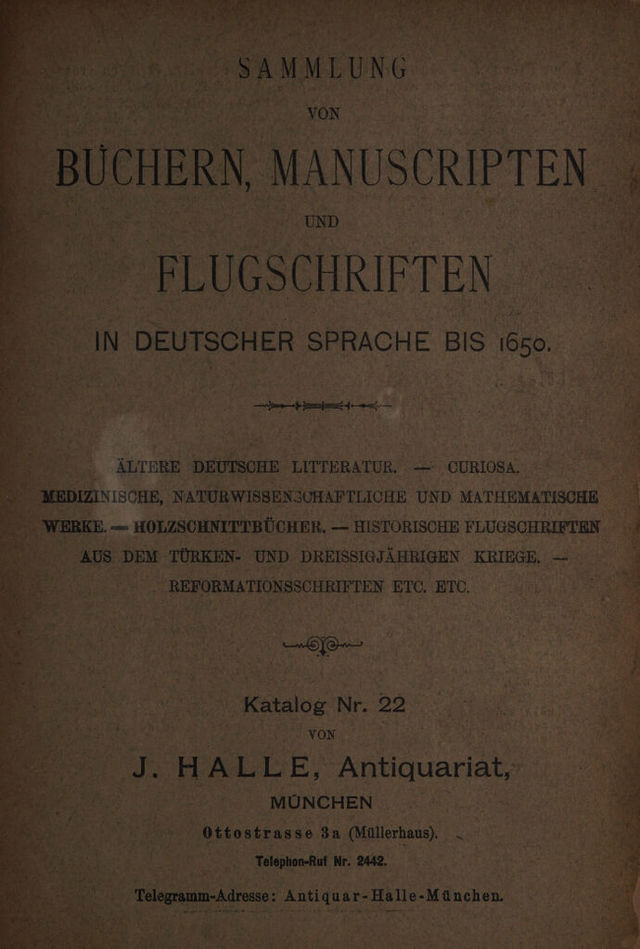 SAMMLUNG
VON
BÜCHERN, MANUSCRIPTEN
UND
FLUGSCHRIFTEN
IN DEUTSCHER SPRACHE BIS 1650.
ÄLTERE DEUTSCHE LITTERATUR. — CURIOSA.
MEDIZINISCHE, NATURWISSENSCHAFTLICHE UND MATHEMATISCHE
WERKE. — HOLZSCHNITTBÜCHER. — HISTORISCHE FLUGSCHRIFTEN
AUS DEM TÜRKEN- UND DREISSIGJÄHRIGEN KRIEGE. —
REFORMATIONSSCHRIFTEN ETC. ETC.
Katalog Nr. 22
VON
J. HALLE, Antiquariat,
MÜNCHEN
Ottostrasse 3a (Müllerhaus).
Telephon-Ruf Nr. 2442.
Telegramm-Adresse: Antiquar-Halle-München.